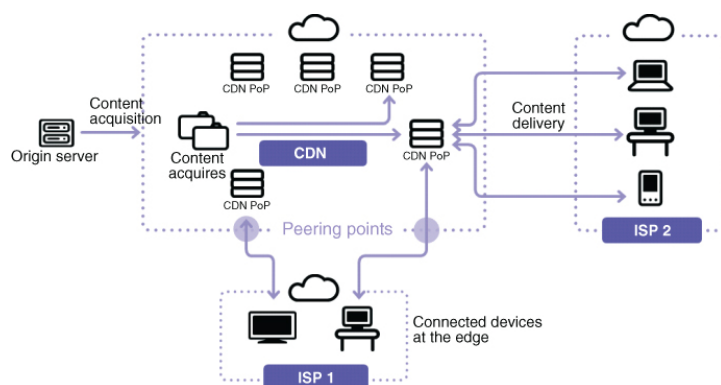 CDN PoP
CDN PoP
CDN PoP
Content
acquisition
Origin server
Content
acquires
CDN
CDN PoP
Content
delivery
CDN PoP
Peering points
ISP 2
Connected devices
at the edge
ISP 1